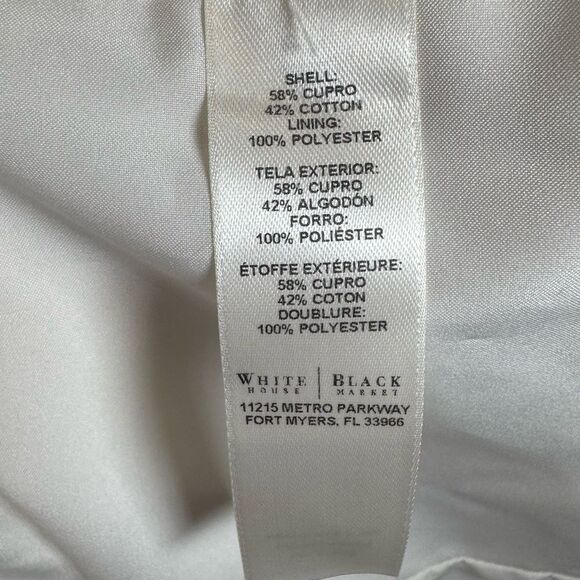 SHELL:
58% CUPRO
42% COTTON
LINING:
100% POLYESTER
TELA EXTERIOR:
58% CUPRO
42% ALGODÓN
FORRO:
100% POLIÉSTER
ÉTOFFE EXTÉRIEURE:
58% CUPRO
42% COTON
DOUBLURE:
100% POLYESTER
WHITE | BLACK
HOUSE MARKET
11215 METRO PARKWAY
FORT MYERS, FL 33966